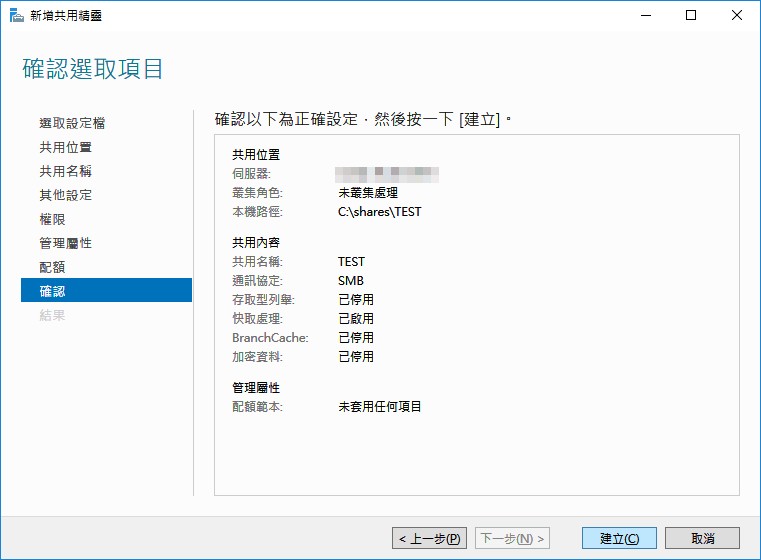 新增共用精靈
確認選取項目
選取設定檔
共用位置
共用名稱
其他設定
權限
管理屬性
配額
確認
結果
確認以下為正確設定，然後按一下 [建立]。
共用位置
伺服器:
叢集角色: 未叢集處理
本機路徑: C:\shares\TEST
共用內容
共用名稱: TEST
通訊協定: SMB
存取型列舉: 已停用
快取處理: 已啟用
BranchCache: 已停用
加密資料: 已停用
管理屬性
配額範本: 未套用任何項目
< 上一步(P) 下一步(N) > 建立(C) 取消